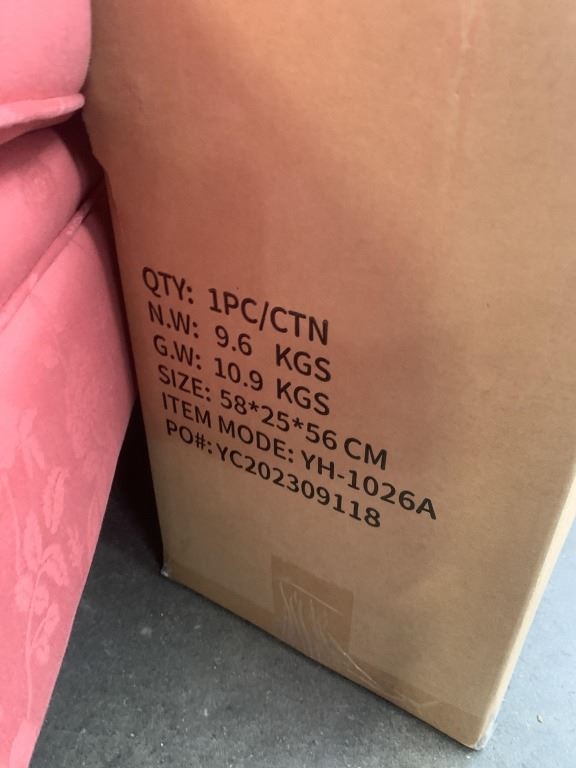 QTY: 1PC/CTN
N.W: 9.6 KGS
G.W: 10.9 KGS
SIZE: 58*25*56 CM
ITEM MODE: YH-1026A
PO#: YC202309118